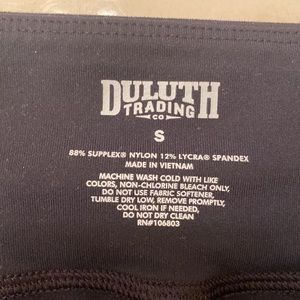 DULUTH
TRADING
CO
S
88% SUPPLEX® NYLON 12% LYCRA® SPANDEX
MADE IN VIETNAM
MACHINE WASH COLD WITH LIKE
COLORS, NON-CHLORINE BLEACH ONLY,
DO NOT USE FABRIC SOFTENER,
TUMBLE DRY LOW, REMOVE PROMPTLY,
COOL IRON IF NEEDED,
DO NOT DRY CLEAN
RN#106803